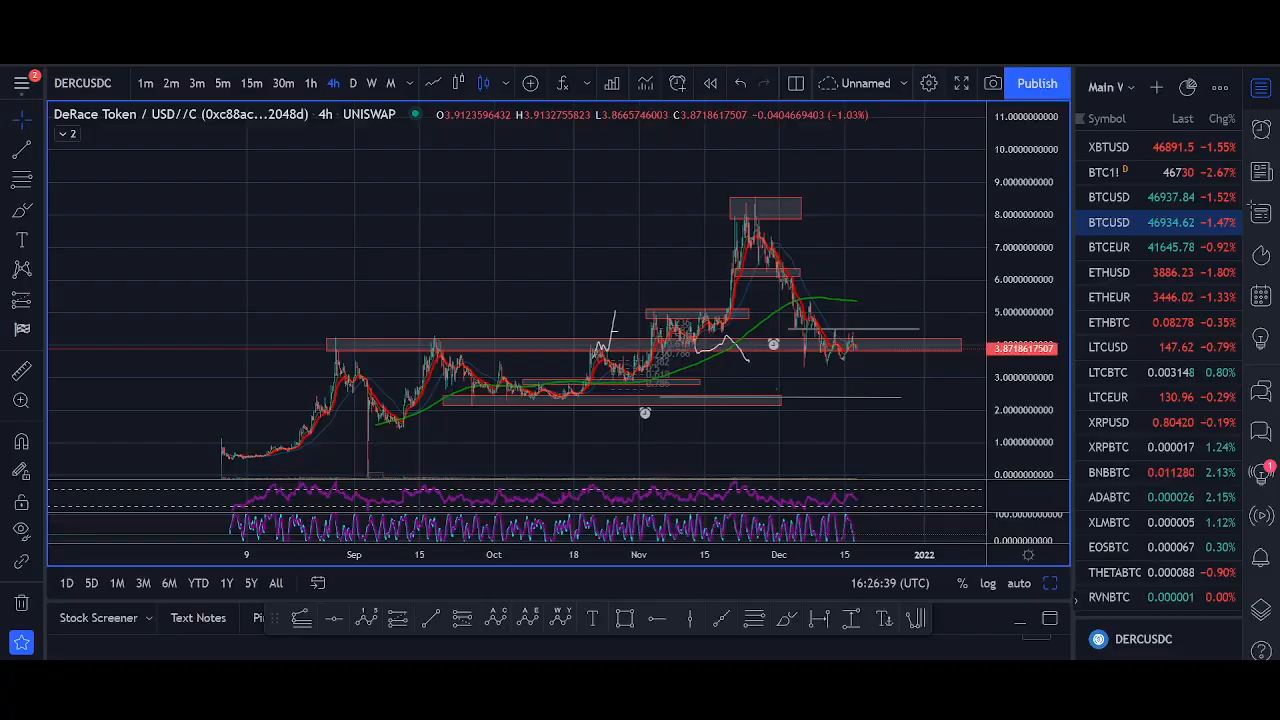 2
DERCUSDC 1m 2m 3m 5m 15m 30m 1h 4h D W M Unnamed Publish Main
DeRace Token / USD//C (0xc88ac...2048d) 4h UNISWAP O3.9123596432 H3.9132755823 L3.8665746003 C3.8718617507 -0.0404669403 (-1.03%)
2
11.0000000000
10.0000000000
9.0000000000
8.0000000000
7.0000000000
6.0000000000
5.0000000000
3.8718617507
3.0000000000
2.0000000000
1.0000000000
0.0000000000
100.0000000000
0.0000000000
0.786
0.618
0.786
9 Sep 15 Oct 18 Nov 15 Dec 15 2022
1D 5D 1M 3M 6M YTD 1Y 5Y All 16:26:39 (UTC) % log auto
Stock Screener Text Notes
Symbol Last Chg%
XBTUSD 46891.5 -1.55%
BTC1! D 46730 -2.67%
BTCUSD 46937.84 -1.52%
BTCUSD 46934.62 -1.47%
BTCEUR 41645.78 -0.92%
ETHUSD 3886.23 -1.80%
ETHEUR 3446.02 -1.33%
ETHBTC 0.08278 -0.35%
LTCUSD 147.62 -0.79%
LTCBTC 0.003148 0.80%
LTCEUR 130.96 -0.29%
XRPUSD 0.80420 -0.19%
XRPBTC 0.000017 1.24%
BNBBTC 0.011280 2.13%
ADABTC 0.000026 2.15%
XLMBTC 0.000005 1.12%
EOSBTC 0.000067 0.30%
THETABTC 0.000088 -0.90%
RVNBTC 0.000001 0.00%
DERCUSDC
1